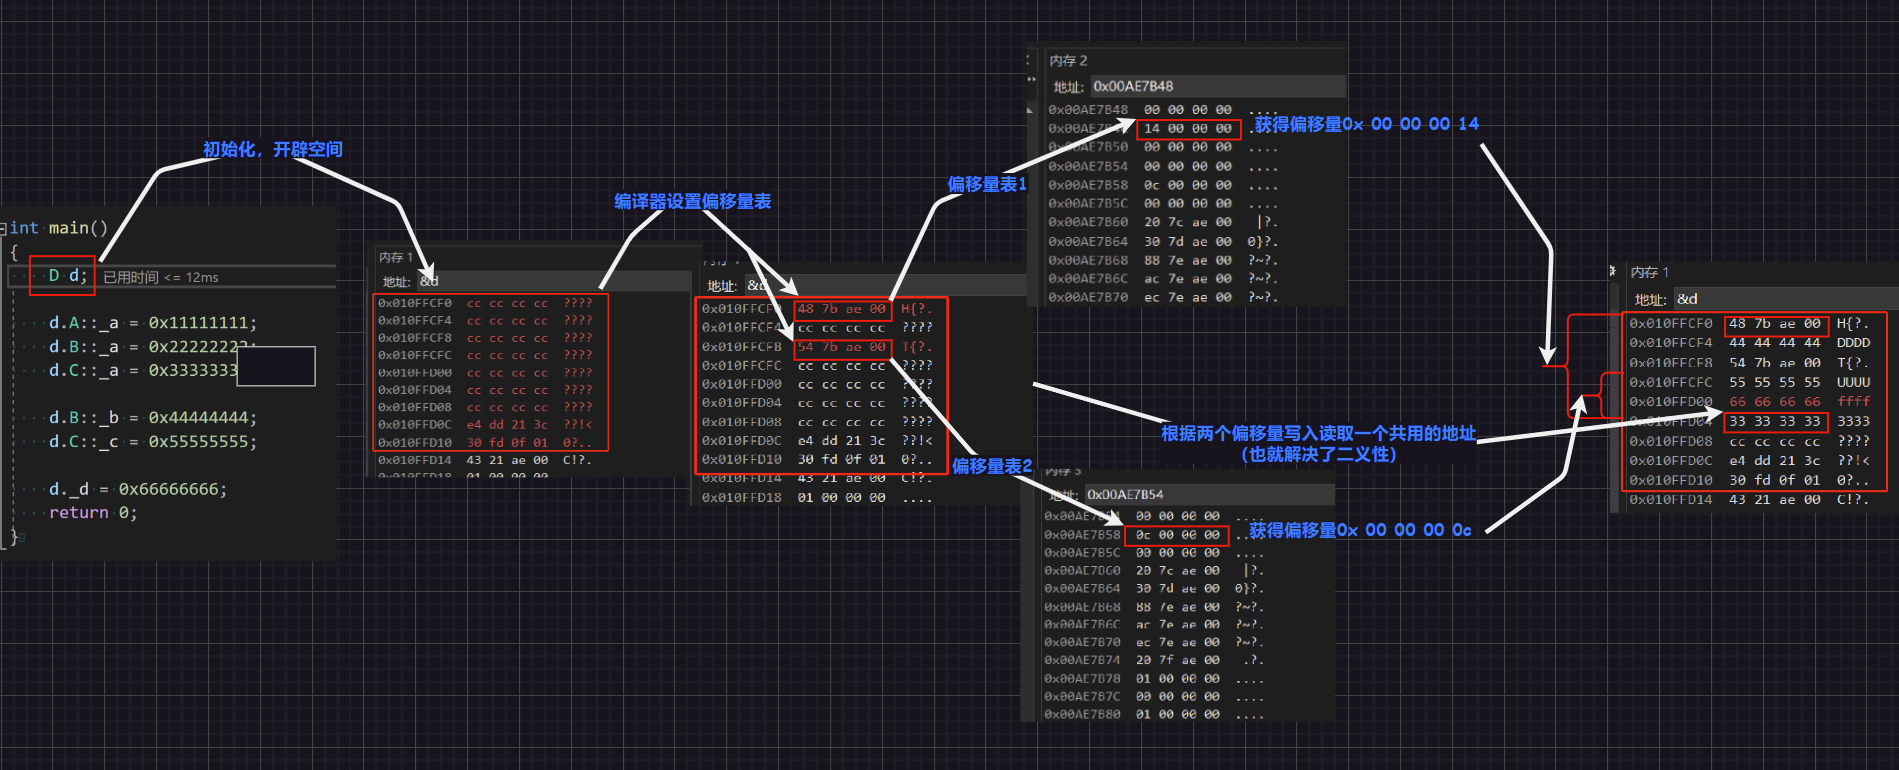 初始化，开辟空间
int main()
{
D d; 已用时间 <= 12ms
d.A::_a = 0x11111111;
d.B::_a = 0x22222222;
d.C::_a = 0x3333333
d.B::_b = 0x44444444;
d.C::_c = 0x55555555;
d._d = 0x66666666;
return 0;
}
内存 1
地址: &d
0x010FFCF0 cc cc cc cc ????
0x010FFCF4 cc cc cc cc ????
0x010FFCF8 cc cc cc cc ????
0x010FFCFC cc cc cc cc ????
0x010FFD00 cc cc cc cc ????
0x010FFD04 cc cc cc cc ????
0x010FFD08 cc cc cc cc ????
0x010FFD0C e4 dd 21 3c ??!<
0x010FFD10 30 fd 0f 01 0?..
0x010FFD14 43 21 ae 00 C!?.
编译器设置偏移量表
地址: &d
0x010FFCF0 48 7b ae 00 H{?.
0x010FFCF4 cc cc cc cc ????
0x010FFCF8 54 7b ae 00 T{?.
0x010FFCFC cc cc cc cc ????
0x010FFD00 cc cc cc cc ????
0x010FFD04 cc cc cc cc ????
0x010FFD08 cc cc cc cc ????
0x010FFD0C e4 dd 21 3c ??!<
0x010FFD10 30 fd 0f 01 0?..
0x010FFD14 43 21 ae 00 C!?.
0x010FFD18 01 00 00 00 ....
偏移量表1
内存 2
地址: 0x00AE7B48
0x00AE7B48 00 00 00 00 ....
14 00 00 00
0x00AE7B50 00 00 00 00 ....
0x00AE7B54 00 00 00 00 ....
0x00AE7B58 0c 00 00 00 ....
0x00AE7B5C 00 00 00 00 ....
0x00AE7B60 20 7c ae 00 |?.
0x00AE7B64 30 7d ae 00 0}?.
0x00AE7B68 88 7e ae 00 ?~?.
0x00AE7B6C ac 7e ae 00 ?~?.
0x00AE7B70 ec 7e ae 00 ?~?.
获得偏移量0x 00 00 00 14
偏移量表2
内存 3
地址: 0x00AE7B54
0x00AE7B54 00 00 00 00 ....
0x00AE7B58 0c 00 00 00
0x00AE7B5C 00 00 00 00 ....
0x00AE7B60 20 7c ae 00 |?.
0x00AE7B64 30 7d ae 00 0}?.
0x00AE7B68 88 7e ae 00 ?~?.
0x00AE7B6C ac 7e ae 00 ?~?.
0x00AE7B70 ec 7e ae 00 ?~?.
0x00AE7B74 20 7f ae 00 .?.
0x00AE7B78 01 00 00 00 ....
0x00AE7B7C 00 00 00 00 ....
0x00AE7B80 01 00 00 00 ....
获得偏移量0x 00 00 00 0c
根据两个偏移量写入读取一个共用的地址
（也就解决了二义性）
内存 1
地址: &d
0x010FFCF0 48 7b ae 00 H{?.
0x010FFCF4 44 44 44 44 DDDD
0x010FFCF8 54 7b ae 00 T{?.
0x010FFCFC 55 55 55 55 UUUU
0x010FFD00 66 66 66 66 ffff
0x010FFD04 33 33 33 33 3333
0x010FFD08 cc cc cc cc ????
0x010FFD0C e4 dd 21 3c ??!<
0x010FFD10 30 fd 0f 01 0?..
0x010FFD14 43 21 ae 00 C!?.